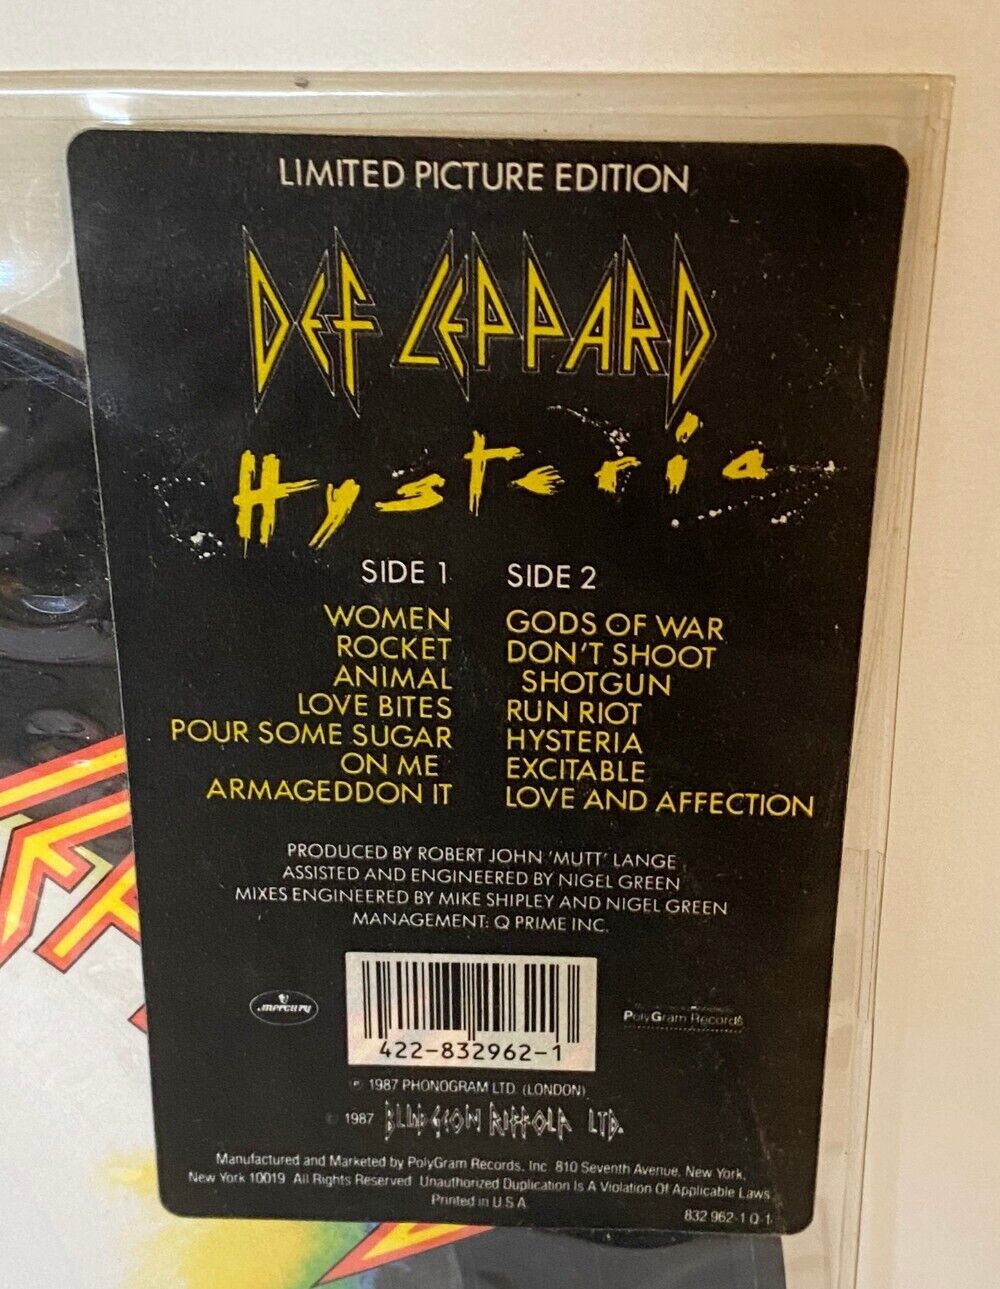 LIMITED PICTURE EDITION
DEF LEPPARD
Hysteria
SIDE 1
WOMEN
ROCKET
ANIMAL
LOVE BITES
POUR SOME SUGAR
ON ME
ARMAGEDDON IT
SIDE 2
GODS OF WAR
DON'T SHOOT
SHOTGUN
RUN RIOT
HYSTERIA
EXCITABLE
LOVE AND AFFECTION
PRODUCED BY ROBERT JOHN 'MUTT' LANGE
ASSISTED AND ENGINEERED BY NIGEL GREEN
MIXES ENGINEERED BY MIKE SHIPLEY AND NIGEL GREEN
MANAGEMENT: Q PRIME INC.
mercury
422-832962-1
PolyGram Records
℗ 1987 PHONOGRAM LTD. (LONDON)
© 1987 BLUDGEON RIFFOLA LTD.
Manufactured and Marketed by PolyGram Records, Inc. 810 Seventh Avenue, New York,
New York 10019 All Rights Reserved Unauthorized Duplication Is A Violation Of Applicable Laws
Printed in U.S.A
832 962-1 Q-1